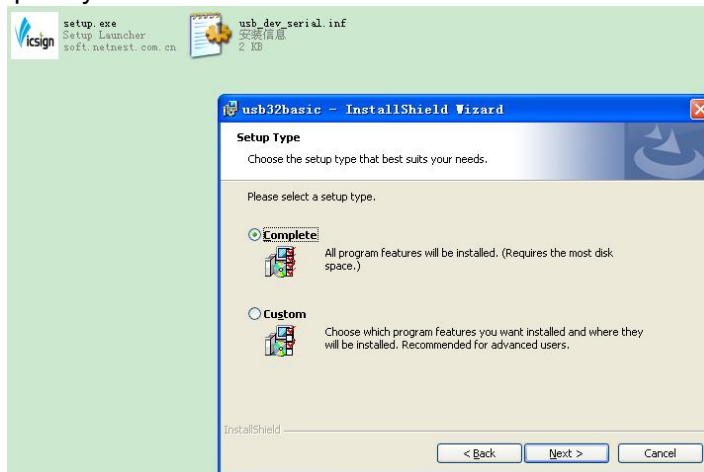 icsign
setup.exe
Setup Launcher
soft.netnest.com.cn
usb_dev_serial.inf
安装信息
2 KB
usb32basic - InstallShield Wizard
Setup Type
Choose the setup type that best suits your needs.
Please select a setup type.
Complete
All program features will be installed. (Requires the most disk
space.)
Custom
Choose which program features you want installed and where they
will be installed. Recommended for advanced users.
InstallShield
< Back
Next >
Cancel